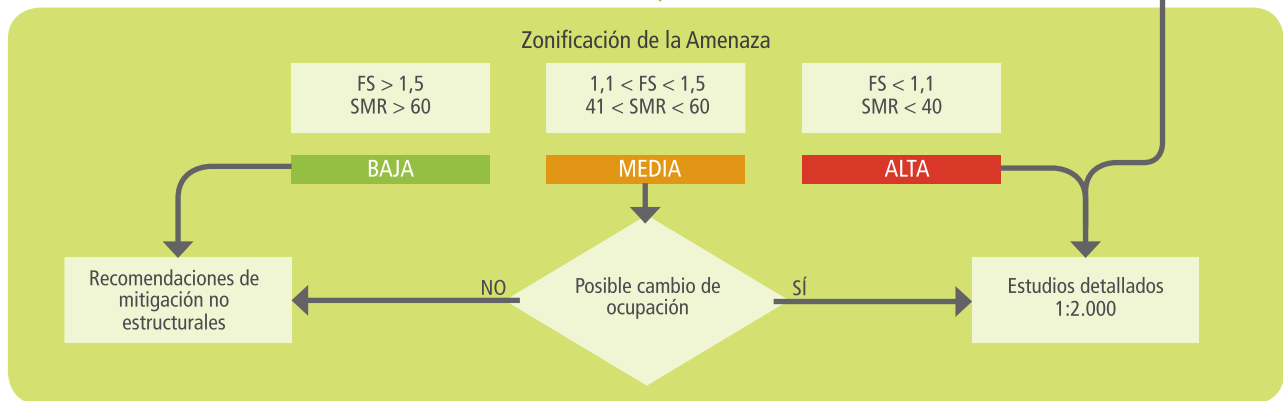 Zonificación de la Amenaza
FS > 1,5
SMR > 60
1,1 < FS < 1,5
41 < SMR < 60
FS < 1,1
SMR < 40
BAJA
MEDIA
ALTA
Recomendaciones de
mitigación no
estructurales
NO
Posible cambio de
ocupación
SÍ
Estudios detallados
1:2.000